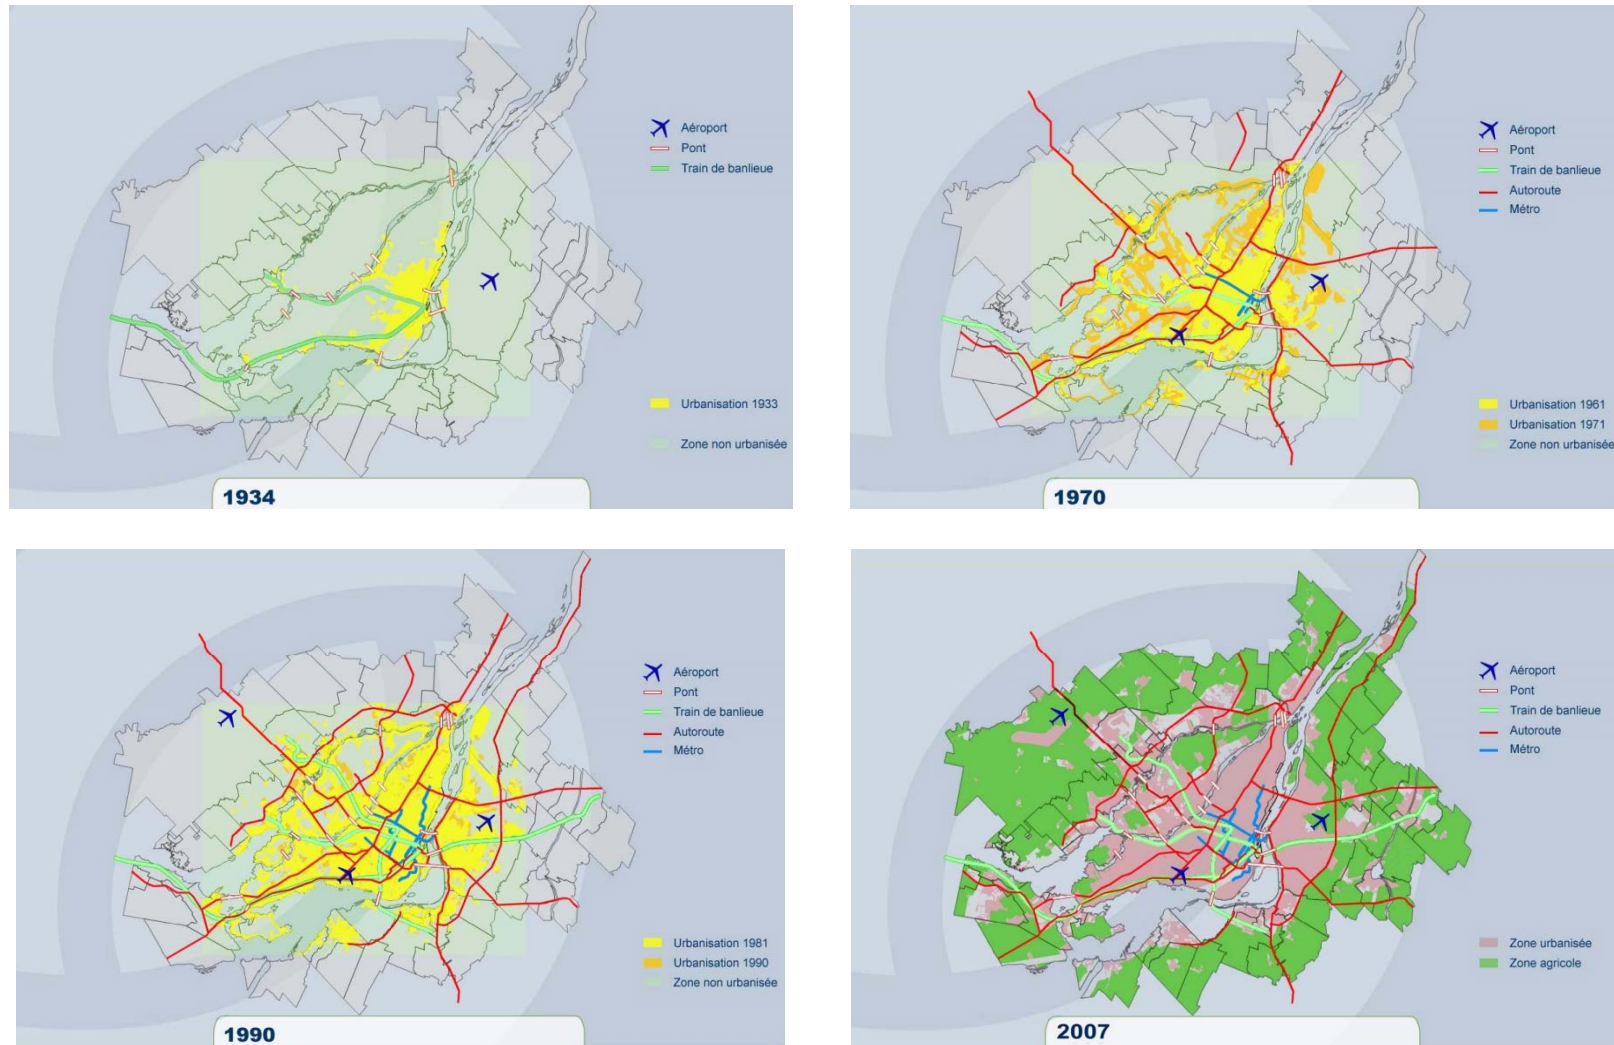 Aéroport
Pont
Train de banlieue
Urbanisation 1933
Zone non urbanisée
1934
Aéroport
Pont
Train de banlieue
Autoroute
Métro
Urbanisation 1961
Urbanisation 1971
Zone non urbanisée
1970
Aéroport
Pont
Train de banlieue
Autoroute
Métro
Urbanisation 1981
Urbanisation 1990
Zone non urbanisée
1990
Aéroport
Pont
Train de banlieue
Autoroute
Métro
Zone urbanisée
Zone agricole
2007